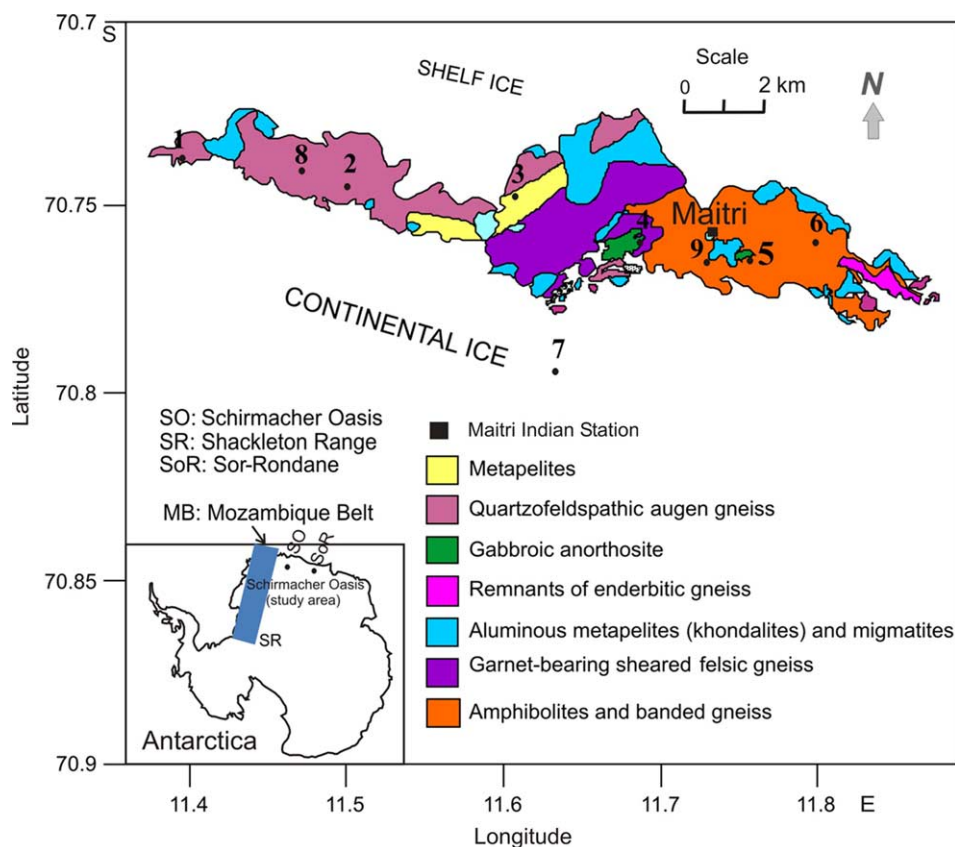 70.7
S
SHELF ICE
Scale
0 2 km
N
1
8
2
3
4
Maitri
9
5
6
70.75
CONTINENTAL ICE
7
Latitude
70.8
SO: Schirmacher Oasis
SR: Shackleton Range
SoR: Sor-Rondane
MB: Mozambique Belt
SO
SoR
Schirmacher Oasis
(study area)
SR
Antarctica
70.85
70.9
Maitri Indian Station
Metapelites
Quartzofeldspathic augen gneiss
Gabbroic anorthosite
Remnants of enderbitic gneiss
Aluminous metapelites (khondalites) and migmatites
Garnet-bearing sheared felsic gneiss
Amphibolites and banded gneiss
11.4 11.5 11.6 11.7 11.8 E
Longitude